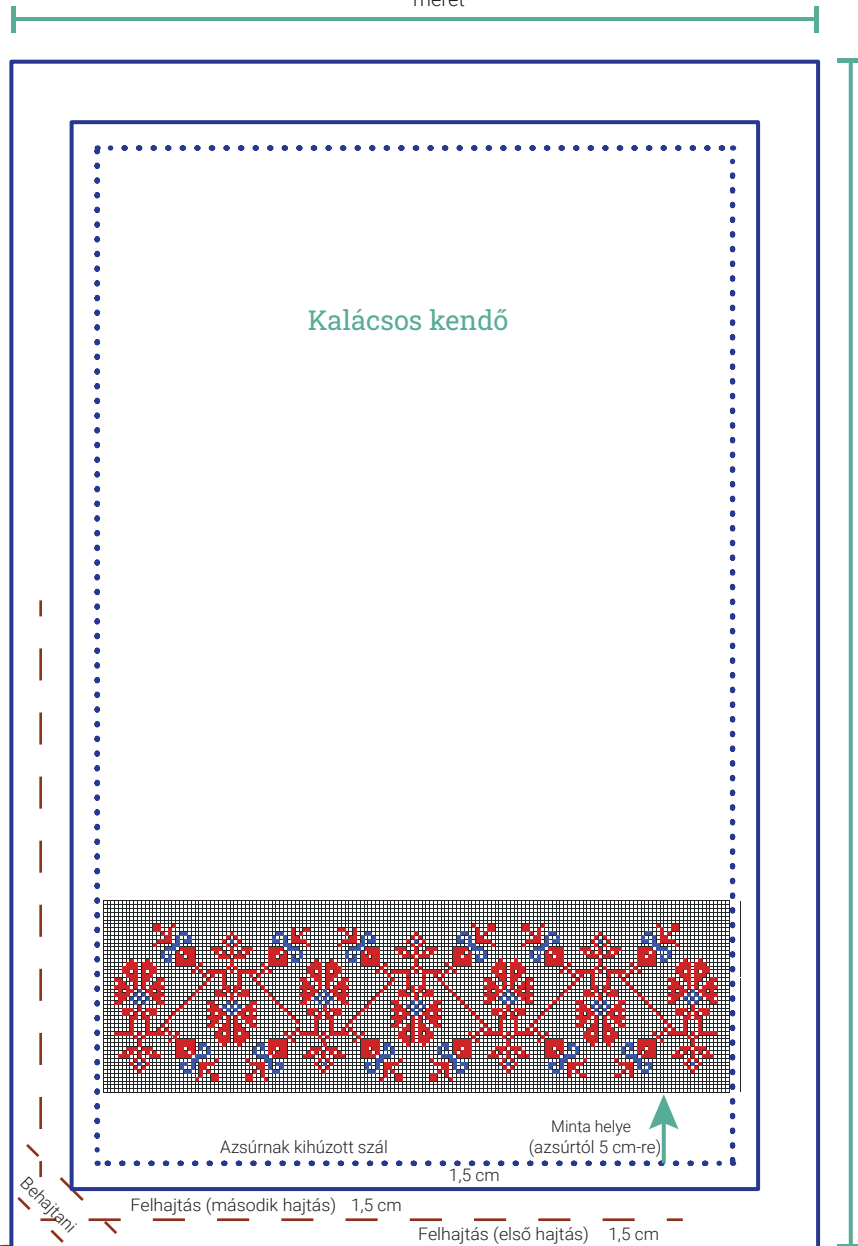 méret
Kalácsos kendő
Minta helye
Azsúrnak kihúzott szál
(azsúrtól 5 cm-re)
1,5 cm
Behajtani
Felhajtás (második hajtás) 1,5 cm
Felhajtás (első hajtás) 1,5 cm